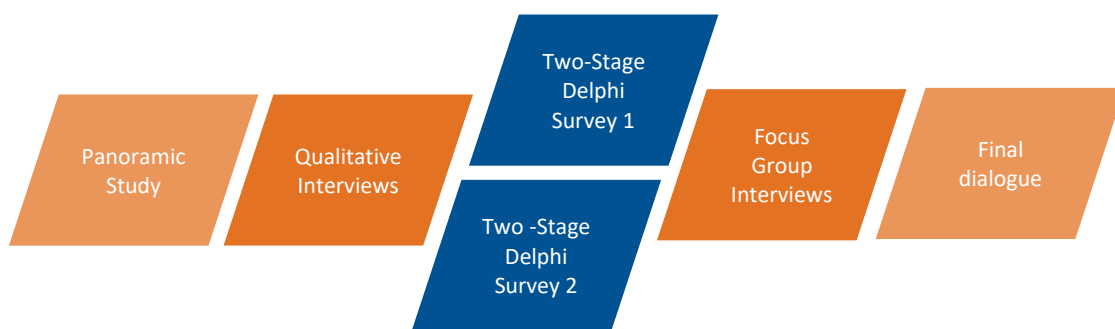 Panoramic
Study
Qualitative
Interviews
Two-Stage
Delphi
Survey 1
Two -Stage
Delphi
Survey 2
Focus
Group
Interviews
Final
dialogue